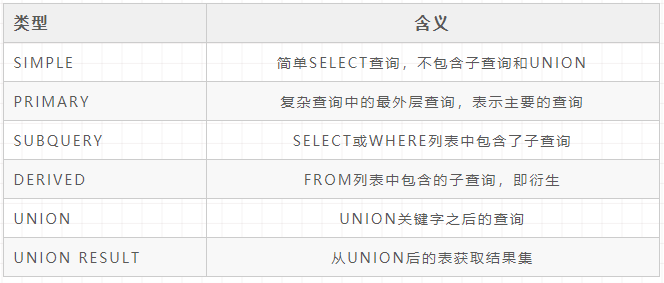 类型 含义
SIMPLE 简单SELECT查询，不包含子查询和UNION
PRIMARY 复杂查询中的最外层查询，表示主要的查询
SUBQUERY SELECT或WHERE列表中包含了子查询
DERIVED FROM列表中包含的子查询，即衍生
UNION UNION关键字之后的查询
UNION RESULT 从UNION后的表获取结果集